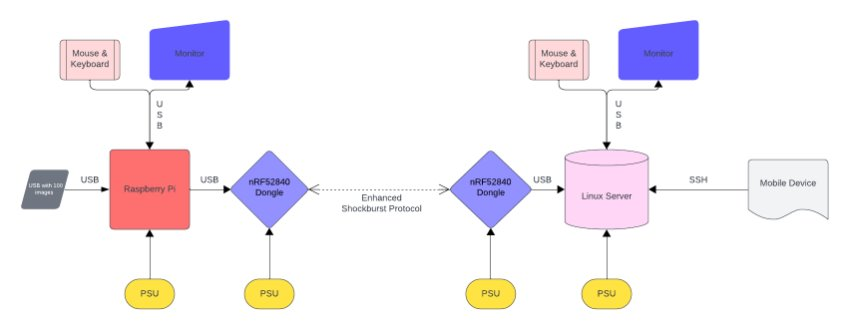 Mouse &
Keyboard
Monitor
Mouse &
Keyboard
Monitor
U
S
B
U
S
B
USB with 100
images
USB
Raspberry Pi
USB
nRF52840
Dongle
Enhanced
Shockburst Protocol
nRF52840
Dongle
USB
Linux Server
SSH
Mobile Device
PSU
PSU
PSU
PSU